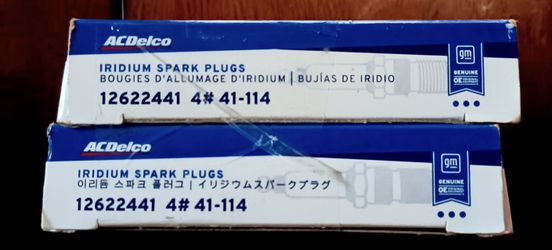 ACDelco
IRIDIUM SPARK PLUGS
BOUGIES D'ALLUMAGE D'IRIDIUM | BUJÍAS DE IRIDIO
12622441 4# 41-114
gm
GENUINE
ACDelco
IRIDIUM SPARK PLUGS
이리듐 스파크 플러그 | イリジウムスパークプラグ
12622441 4# 41-114
gm
GENUINE